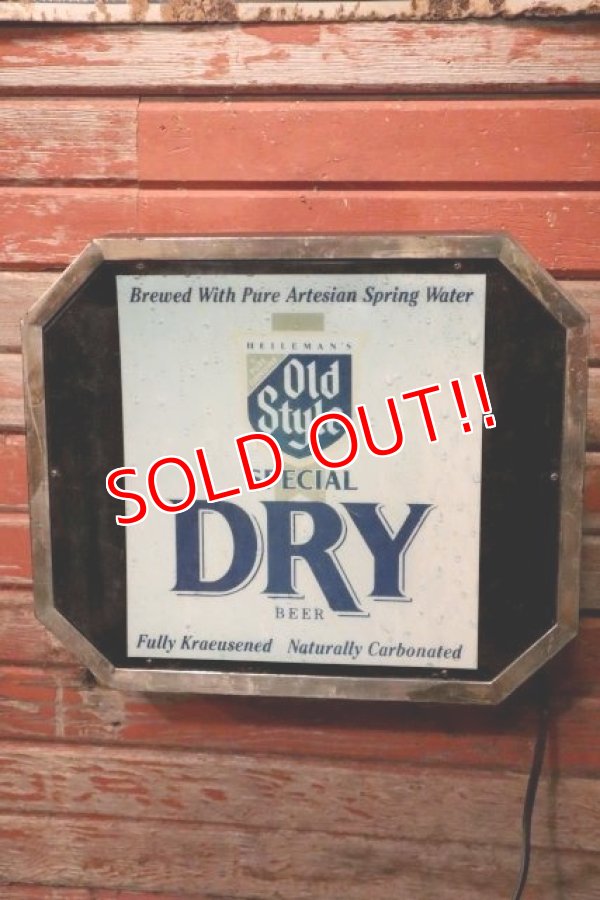 Brewed With Pure Artesian Spring Water
HEILEMAN'S
Old
Style
SOLD OUT!!
SPECIAL
DRY
BEER
Fully Kraeusened Naturally Carbonated